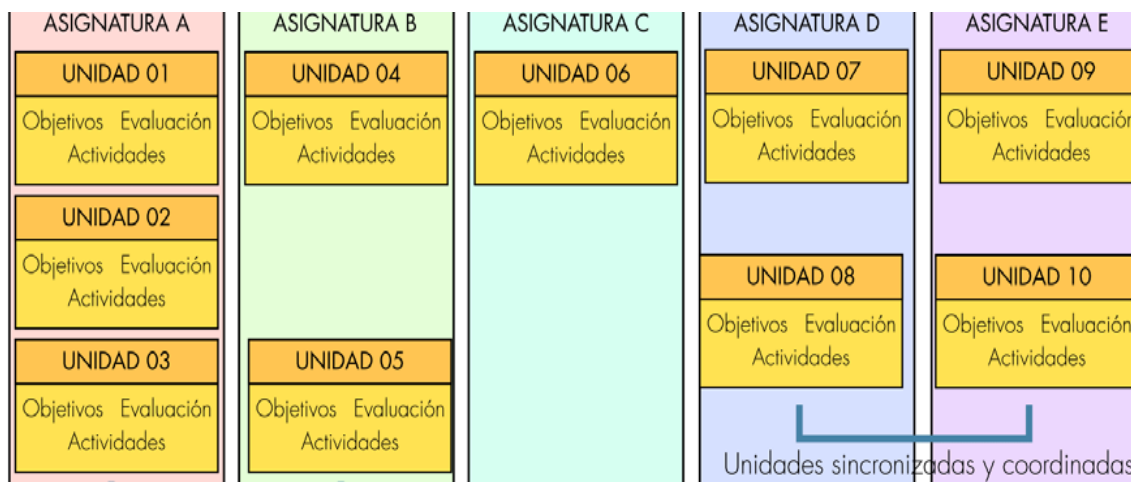 ASIGNATURA A
UNIDAD 01
Objetivos Evaluación
Actividades
UNIDAD 02
Objetivos Evaluación
Actividades
UNIDAD 03
Objetivos Evaluación
Actividades
ASIGNATURA B
UNIDAD 04
Objetivos Evaluación
Actividades
UNIDAD 05
Objetivos Evaluación
Actividades
ASIGNATURA C
UNIDAD 06
Objetivos Evaluación
Actividades
ASIGNATURA D
UNIDAD 07
Objetivos Evaluación
Actividades
UNIDAD 08
Objetivos Evaluación
Actividades
ASIGNATURA E
UNIDAD 09
Objetivos Evaluación
Actividades
UNIDAD 10
Objetivos Evaluación
Actividades
Unidades sincronizadas y coordinadas